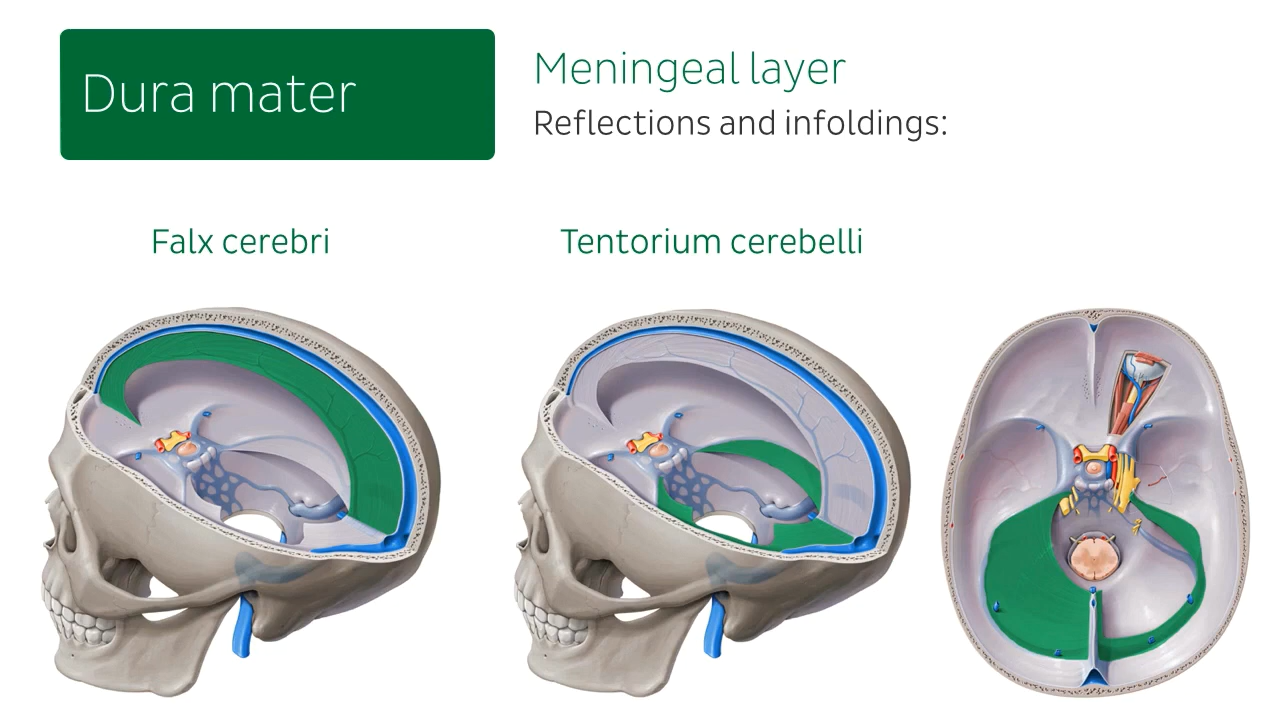 Dura mater
Meningeal layer
Reflections and infoldings:
Falx cerebri
Tentorium cerebelli